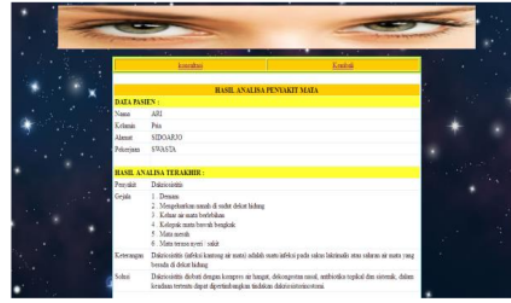 konsultasi Kembali
HASIL ANALISA PENYAKIT MATA
DATA PASIEN :
Nama ARI
Kelamin Pria
Alamat SIDOARJO
Pekerjaan SWASTA
HASIL ANALISA TERAKHIR :
Penyakit Dakriosistitis
Gejala 1 . Demam
2 . Mengeluarkan nanah di sudut dekat hidung
3 . Keluar air mata berlebihan
4 . Kelopak mata bawah bengkak
5 . Mata merah
6 . Mata terasa nyeri / sakit
Keterangan Dakriosistitis (infeksi kantong air mata) adalah suatu infeksi pada sakus lakrimalis atau saluran air mata yang
berada di dekat hidung
Solusi Dakriosistitis diobati dengan kompres air hangat, dekongestan nasal, antibiotika topikal dan sistemik, dalam
keadaan tertentu dapat dipertimbangkan tindakan dakriosistorinostomi.